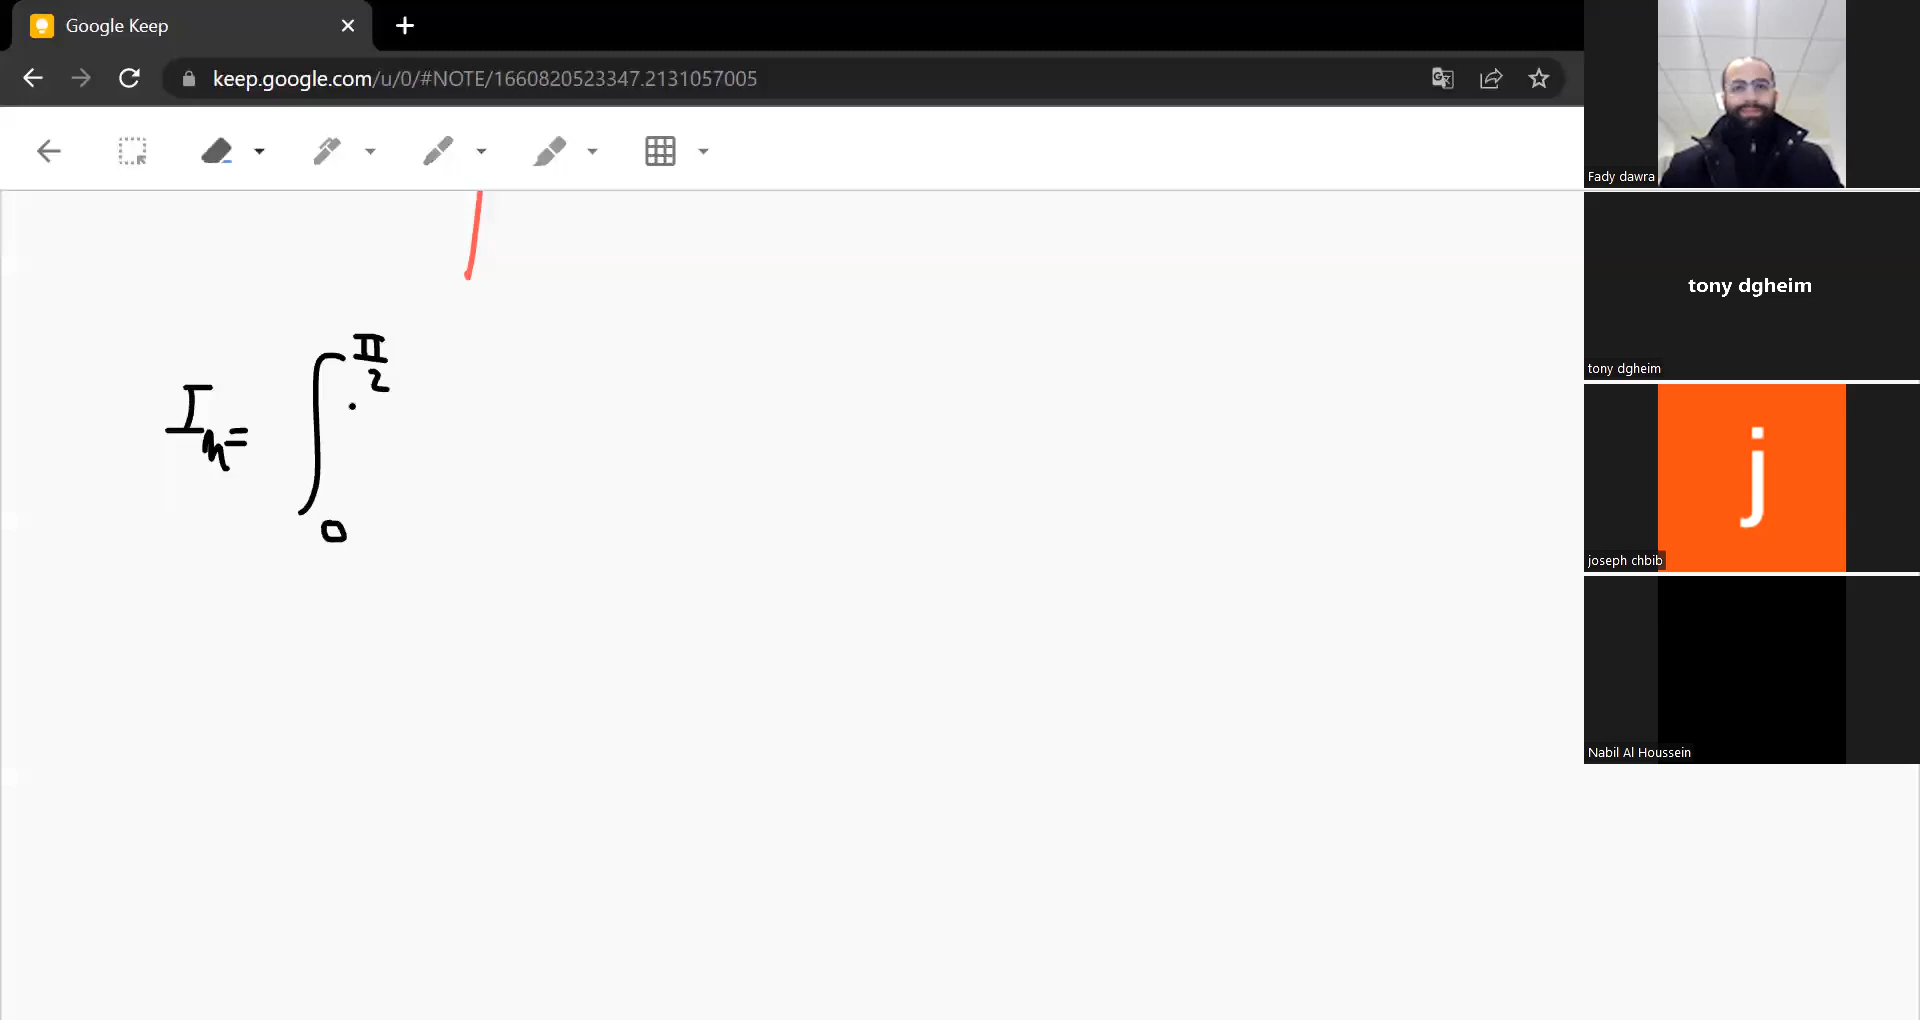 Google Keep
keep.google.com/u/0/#NOTE/1660820523347.2131057005
Fady dawra
tony dgheim
tony dgheim
j
joseph chbib
Nabil Al Houssein
π/2
I_n= ∫
0